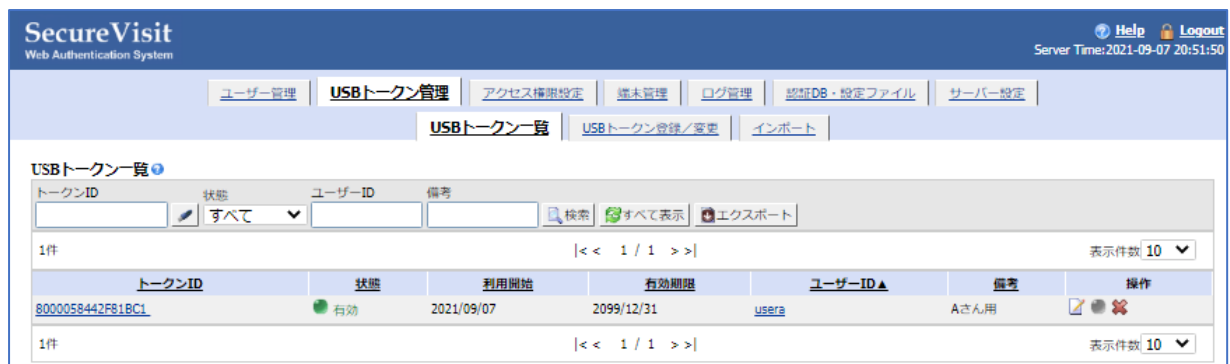 SecureVisit
Web Authentication System
Help Logout
Server Time:2021-09-07 20:51:50
ユーザー管理 USBトークン管理 アクセス権限設定 端末管理 ログ管理 認証DB・設定ファイル サーバー設定
USBトークン一覧 USBトークン登録／変更 インポート
USBトークン一覧
トークンID 状態 ユーザーID 備考
すべて 検索 すべて表示 エクスポート
1件 |<< 1 / 1 >>| 表示件数 10
トークンID 状態 利用開始 有効期限 ユーザーID▲ 備考 操作
8000058442F81BC1 有効 2021/09/07 2099/12/31 usera Aさん用
1件 |<< 1 / 1 >>| 表示件数 10